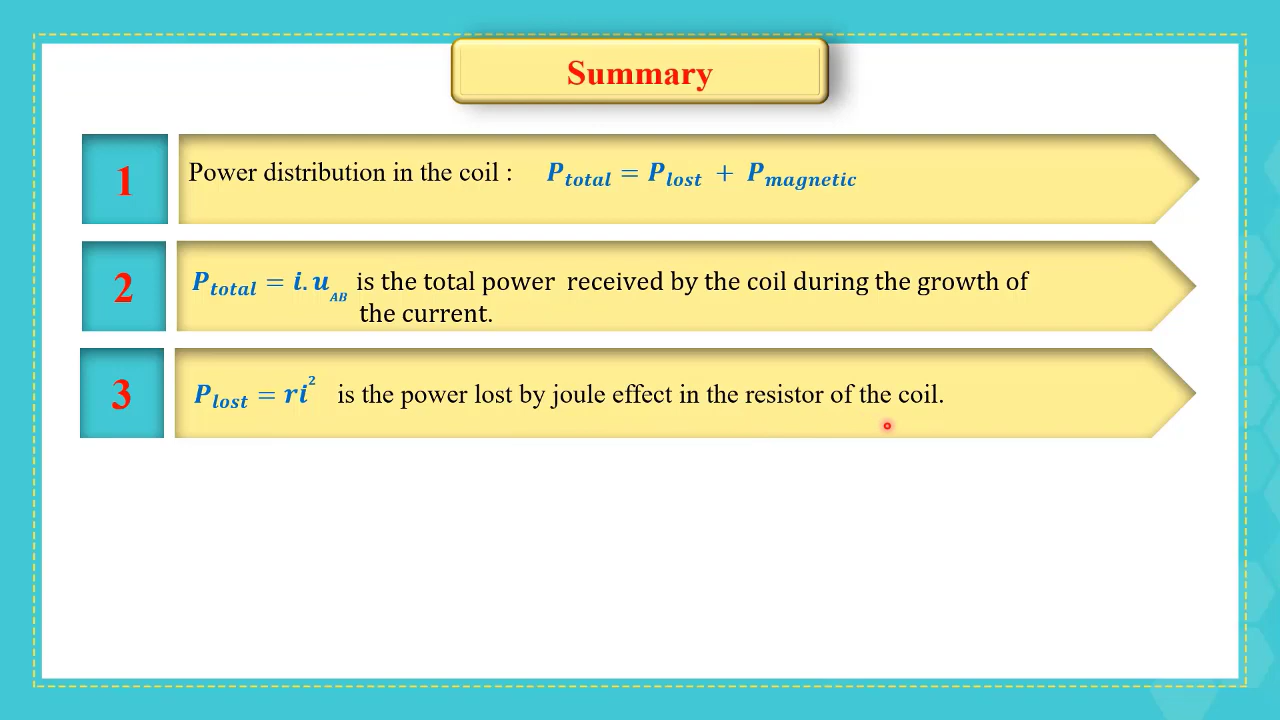 Summary
1
Power distribution in the coil : P_total = P_lost + P_magnetic
2
P_total = i.u_AB is the total power received by the coil during the growth of
the current.
3
P_lost = ri² is the power lost by joule effect in the resistor of the coil.